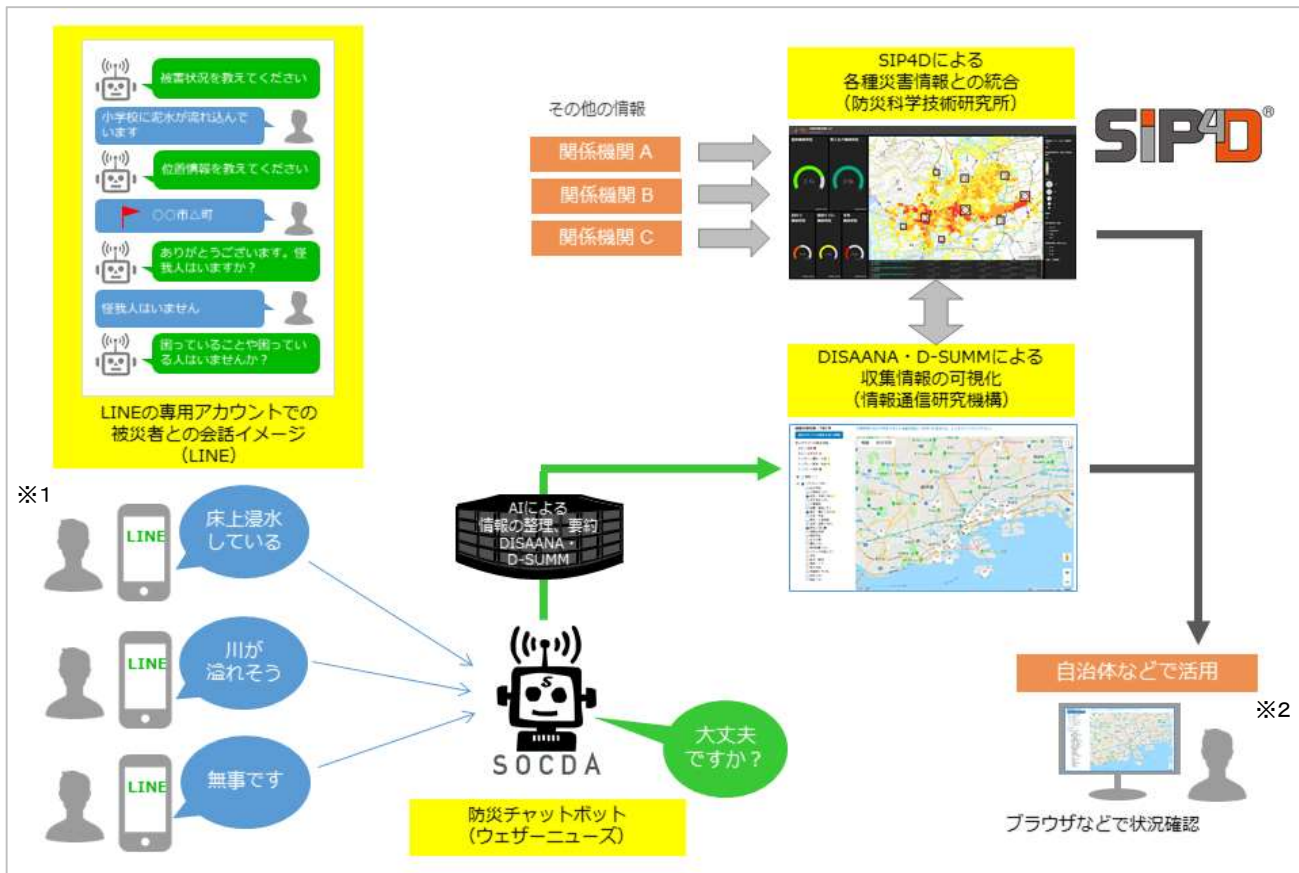 被害状況を教えてください
小学校に泥水が流れ込んで
います
位置情報を教えてください
〇〇市△町
ありがとうございます。怪
我人はいますか?
怪我人はいません
困っていることや困ってい
る人はいませんか?
LINEの専用アカウントでの
被災者との会話イメージ
(LINE)
その他の情報
関係機関 A
関係機関 B
関係機関 C
SIP4Dによる
各種災害情報との統合
(防災科学技術研究所)
SiP4D®
DISAANA・D-SUMMによる
収集情報の可視化
(情報通信研究機構)
※1
LINE
床上浸水
している
LINE
川が
溢れそう
LINE
無事です
AIによる
情報の整理、要約
DISAANA・
D-SUMM
S
SOCDA
大丈夫
ですか?
防災チャットボット
(ウェザーニューズ)
自治体などで活用
※2
ブラウザなどで状況確認